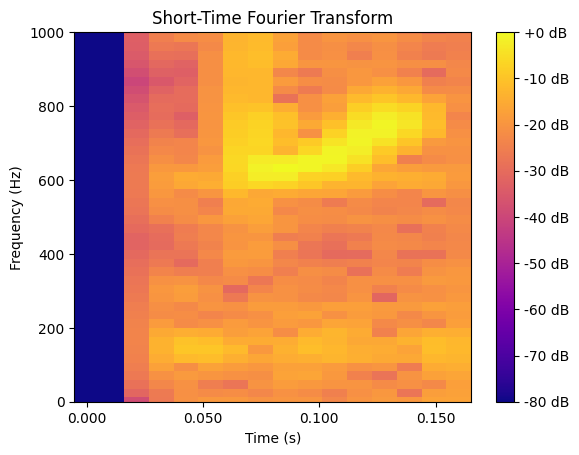 Short-Time Fourier Transform
Frequency (Hz)
1000
800
600
400
200
0
0.000
0.050
0.100
0.150
Time (s)
+0 dB
-10 dB
-20 dB
-30 dB
-40 dB
-50 dB
-60 dB
-70 dB
-80 dB